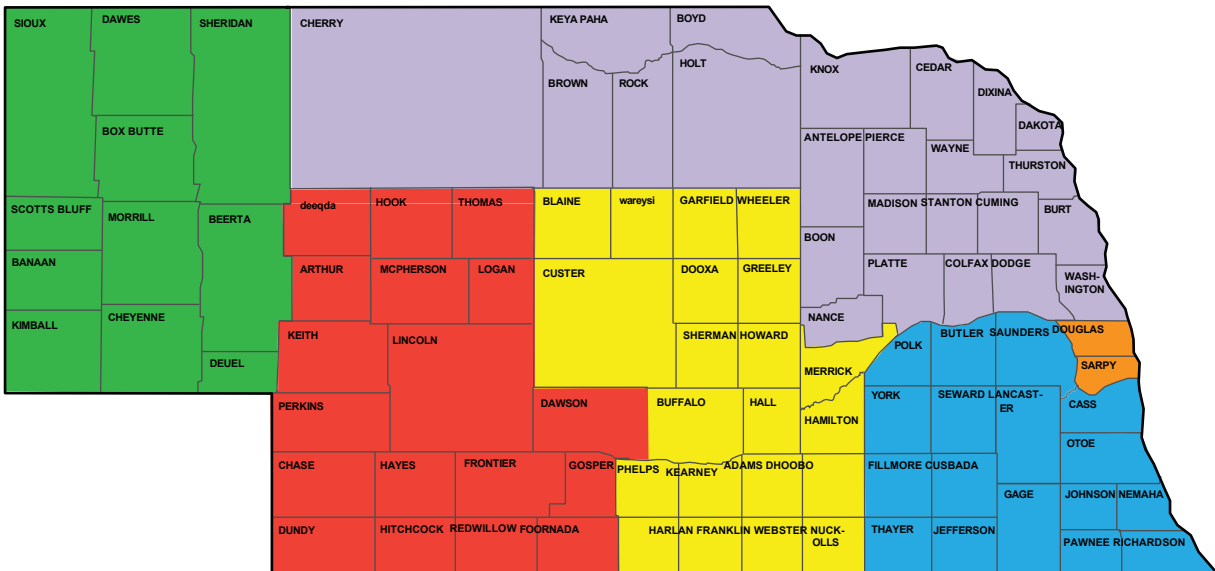 SIOUX
DAWES
SHERIDAN
CHERRY
KEYA PAHA
BOYD
HOLT
BROWN
ROCK
KNOX
CEDAR
DIXINA
DAKOTA
BOX BUTTE
ANTELOPE PIERCE
WAYNE
THURSTON
SCOTTS BLUFF
MORRILL
BEERTA
deeqda
HOOK
THOMAS
BLAINE
wareysi
GARFIELD WHEELER
MADISON STANTON CUMING
BURT
BOON
BANAAN
ARTHUR
MCPHERSON
LOGAN
CUSTER
DOOXA
GREELEY
PLATTE
COLFAX DODGE
WASH-
INGTON
KIMBALL
CHEYENNE
NANCE
KEITH
LINCOLN
SHERMAN HOWARD
POLK
BUTLER SAUNDERS DOUGLAS
DEUEL
MERRICK
SARPY
PERKINS
DAWSON
BUFFALO
HALL
HAMILTON
YORK
SEWARD LANCAST-
ER
CASS
OTOE
CHASE
HAYES
FRONTIER
GOSPER
PHELPS
KEARNEY
ADAMS DHOOBO
FILLMORE CUSBADA
GAGE
JOHNSON NEMAHA
DUNDY
HITCHCOCK REDWILLOW FOORNADA
HARLAN FRANKLIN WEBSTER NUCK-
OLLS
THAYER
JEFFERSON
PAWNEE RICHARDSON